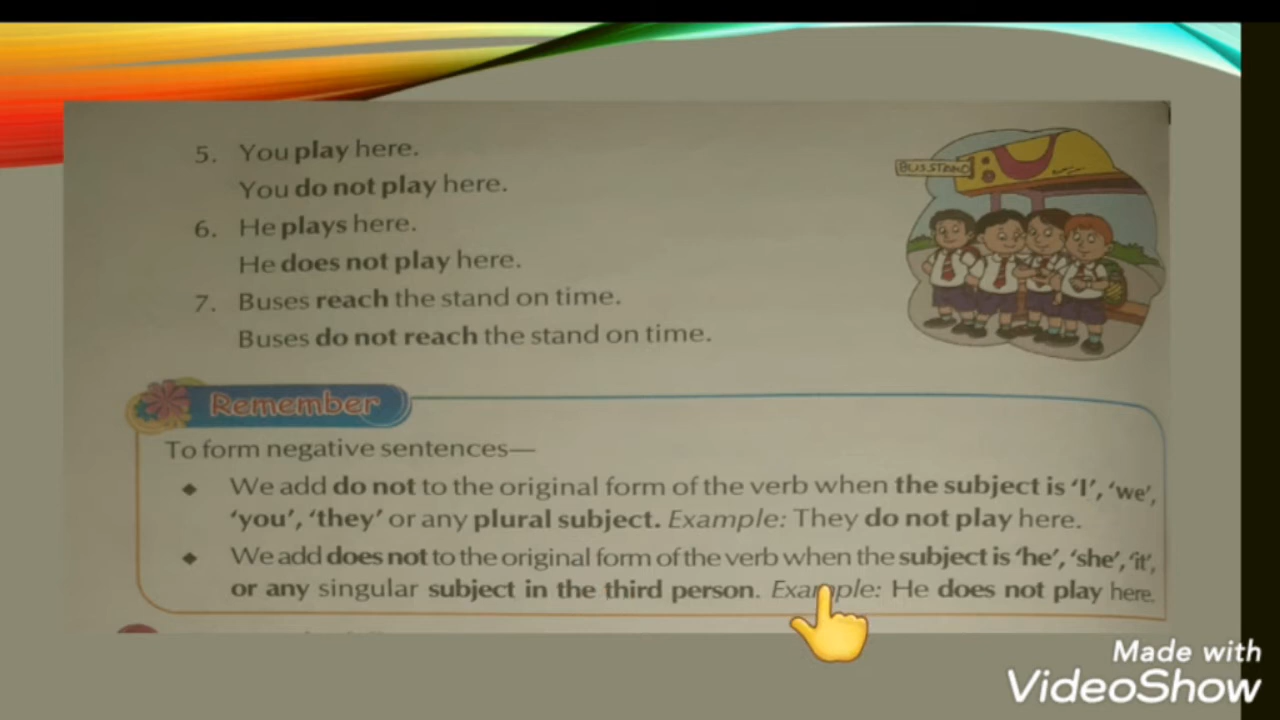 5. You play here.
You do not play here.
6. He plays here.
He does not play here.
7. Buses reach the stand on time.
Buses do not reach the stand on time.
BUS STAND
Remember
To form negative sentences—
◆ We add do not to the original form of the verb when the subject is 'I', 'we',
'you', 'they' or any plural subject. Example: They do not play here.
◆ We add does not to the original form of the verb when the subject is 'he', 'she', 'it',
or any singular subject in the third person. Example: He does not play here.
Made with
VideoShow